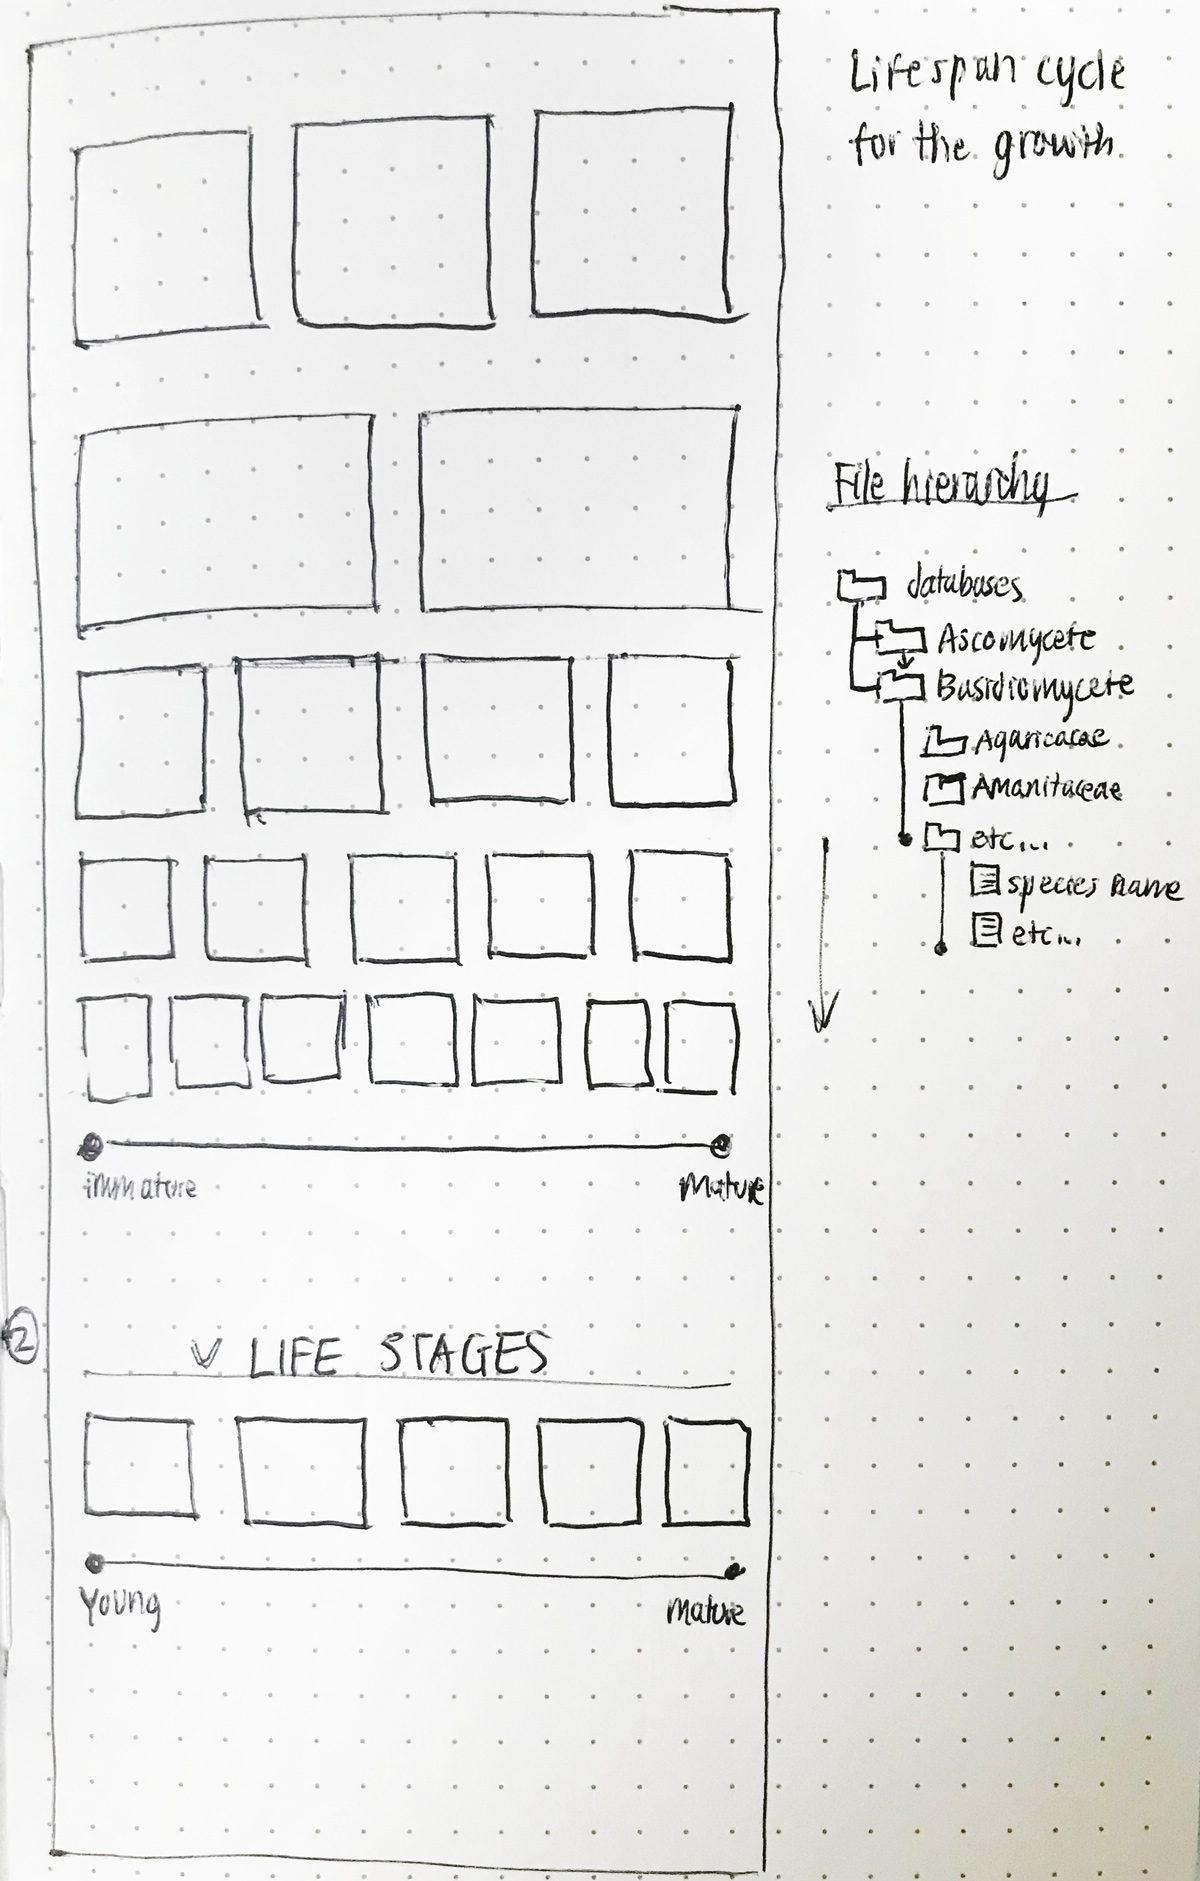 Lifespan cycle
for the growth
File hierarchy
databases
Ascomycete
Basidiomycete
Agaricacae
Amanitaceae
etc...
species name
etc...
immature
Mature
2
LIFE STAGES
Young
Mature